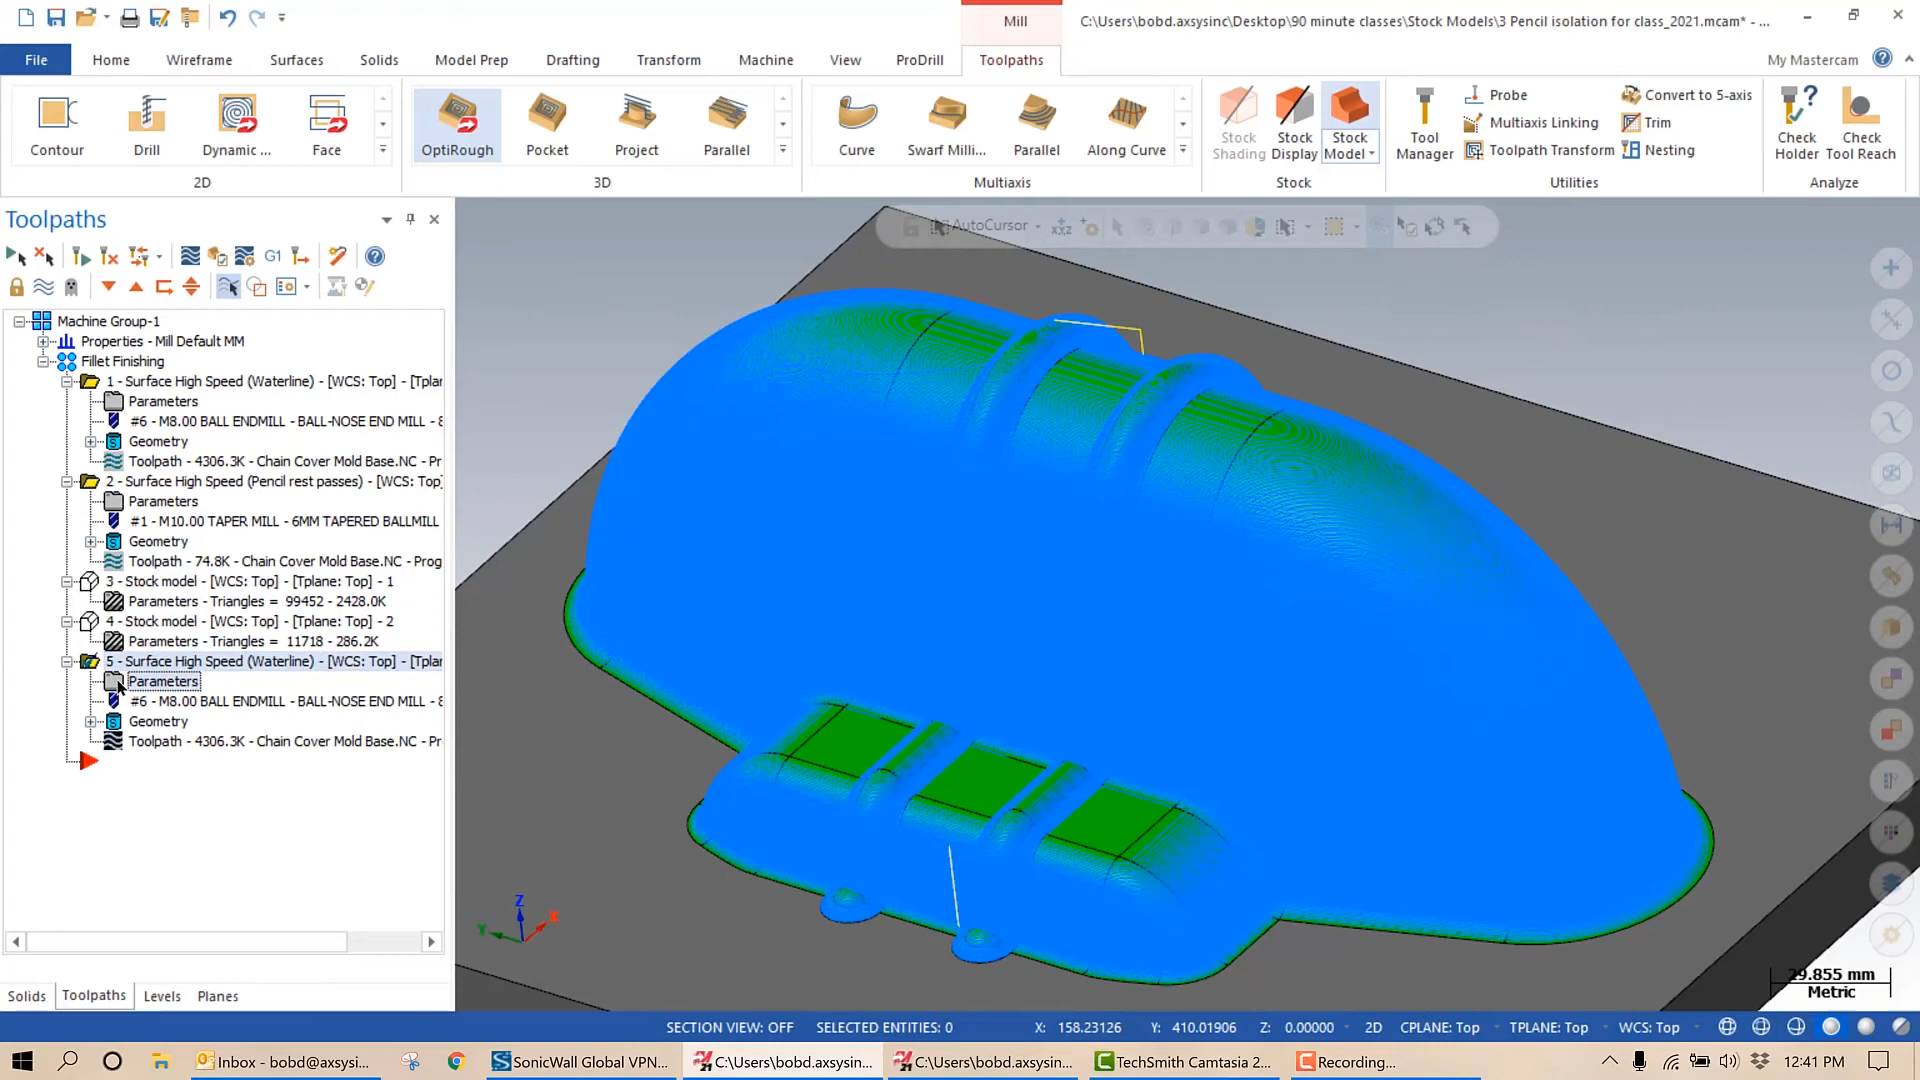 Mill
C:\Users\bobd.axsysinc\Desktop\90 minute classes\Stock Models\3 Pencil isolation for class_2021.mcam* - ...
File Home Wireframe Surfaces Solids Model Prep Drafting Transform Machine View ProDrill Toolpaths My Mastercam
Contour Drill Dynamic ... Face
2D
OptiRough Pocket Project Parallel
3D
Curve Swarf Milli... Parallel Along Curve
Multiaxis
Stock Shading
Stock Display
Stock Model
Stock
Tool Manager
Probe
Multiaxis Linking
Toolpath Transform
Convert to 5-axis
Trim
Nesting
Utilities
Check Holder
Check Tool Reach
Analyze
Toolpaths
G1
AutoCursor
Machine Group-1
Properties - Mill Default MM
Fillet Finishing
1 - Surface High Speed (Waterline) - [WCS: Top] - [Tplan
Parameters
#6 - M8.00 BALL ENDMILL - BALL-NOSE END MILL - 8
Geometry
Toolpath - 4306.3K - Chain Cover Mold Base.NC - Pro
2 - Surface High Speed (Pencil rest passes) - [WCS: Top]
Parameters
#1 - M10.00 TAPER MILL - 6MM TAPERED BALLMILL
Geometry
Toolpath - 74.8K - Chain Cover Mold Base.NC - Prog
3 - Stock model - [WCS: Top] - [Tplane: Top] - 1
Parameters - Triangles = 99452 - 2428.0K
4 - Stock model - [WCS: Top] - [Tplane: Top] - 2
Parameters - Triangles = 11718 - 286.2K
5 - Surface High Speed (Waterline) - [WCS: Top] - [Tplar
Parameters
#6 - M8.00 BALL ENDMILL - BALL-NOSE END MILL - 8
Geometry
Toolpath - 4306.3K - Chain Cover Mold Base.NC - Pr
Z
X
Y
29.855 mm
Metric
Solids Toolpaths Levels Planes
SECTION VIEW: OFF SELECTED ENTITIES: 0 X: 158.23126 Y: 410.01906 Z: 0.00000 2D CPLANE: Top TPLANE: Top WCS: Top
Inbox - bobd@axsysi... SonicWall Global VPN... C:\Users\bobd.axsysin... C:\Users\bobd.axsysin... TechSmith Camtasia 2... Recording... 12:41 PM